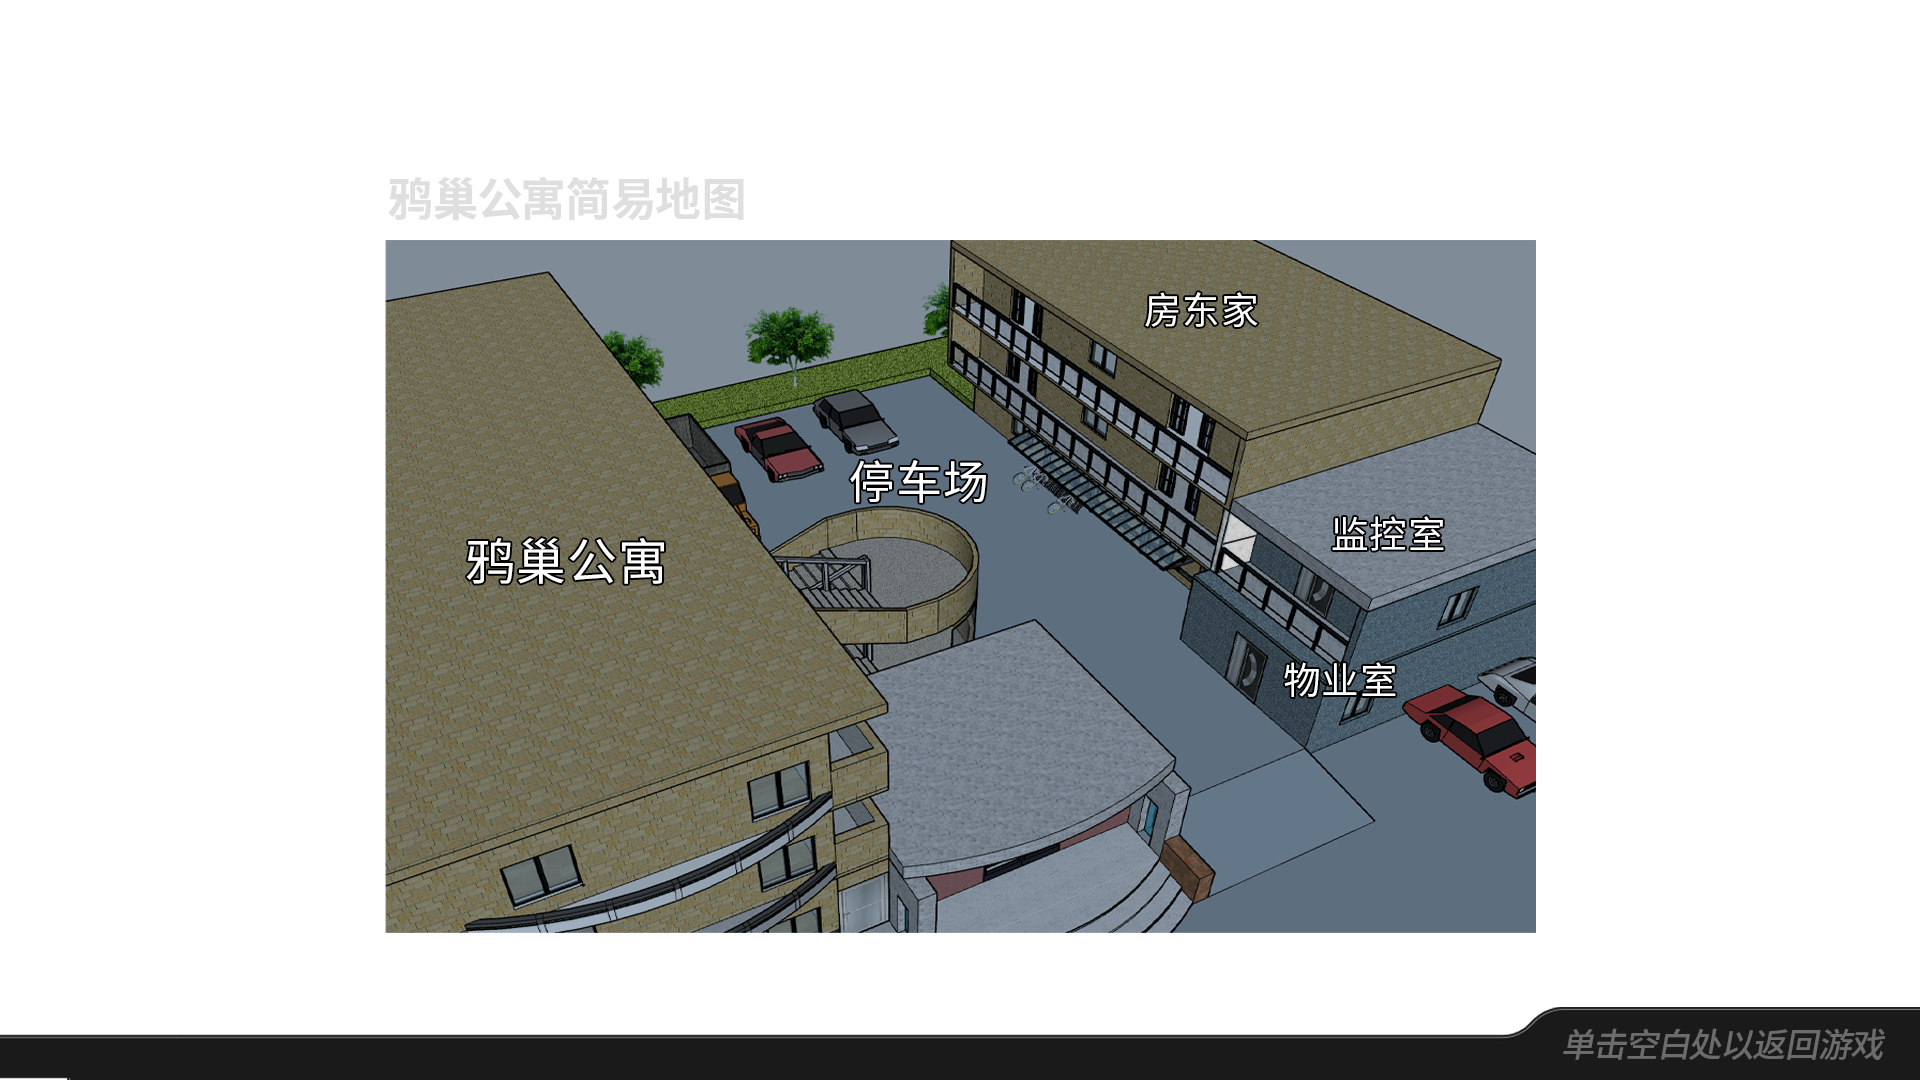 鸦巢公寓简易地图
房东家
停车场
监控室
鸦巢公寓
物业室
单击空白处以返回游戏